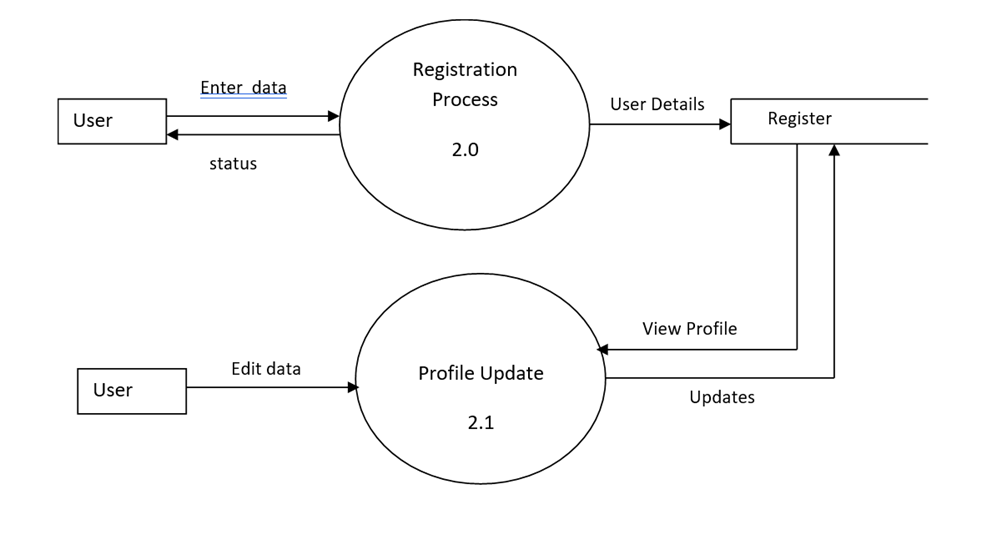 Registration
Process
2.0
Enter data
User
status
User Details
Register
View Profile
Profile Update
2.1
Edit data
User
Updates